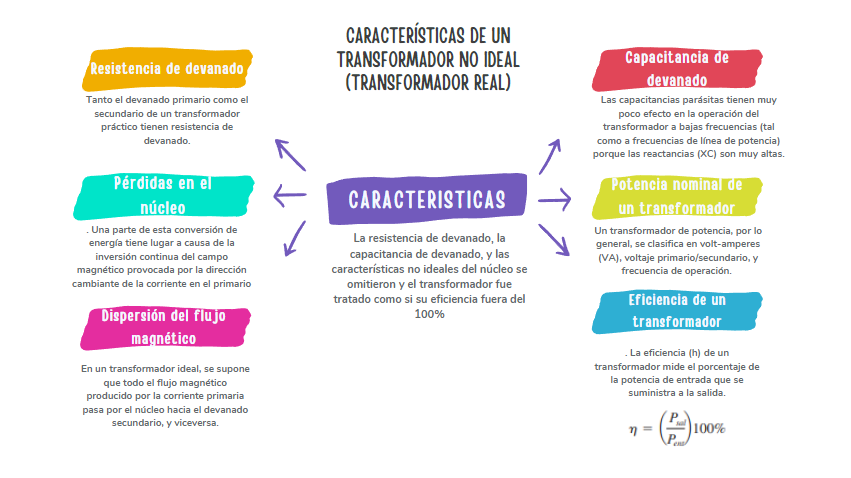 CARACTERÍSTICAS DE UN
TRANSFORMADOR NO IDEAL
(TRANSFORMADOR REAL)
Resistencia de devanado
Tanto el devanado primario como el
secundario de un transformador
práctico tienen resistencia de
devanado.
Pérdidas en el
núcleo
. Una parte de esta conversión de
energía tiene lugar a causa de la
inversión continua del campo
magnético provocada por la dirección
cambiante de la corriente en el primario
Dispersión del flujo
magnético
En un transformador ideal, se supone
que todo el flujo magnético
producido por la corriente primaria
pasa por el núcleo hacia el devanado
secundario, y viceversa.
CARACTERISTICAS
La resistencia de devanado, la
capacitancia de devanado, y las
características no ideales del núcleo se
omitieron y el transformador fue
tratado como si su eficiencia fuera del
100%
Capacitancia de
devanado
Las capacitancias parásitas tienen muy
poco efecto en la operación del
transformador a bajas frecuencias (tal
como a frecuencias de línea de potencia)
porque las reactancias (XC) son muy altas.
Potencia nominal de
un transformador
Un transformador de potencia, por lo
general, se clasifica en volt-amperes
(VA), voltaje primario/secundario, y
frecuencia de operación.
Eficiencia de un
transformador
. La eficiencia (h) de un
transformador mide el porcentaje de
la potencia de entrada que se
suministra a la salida.
η = (P_sal / P_ent) 100%